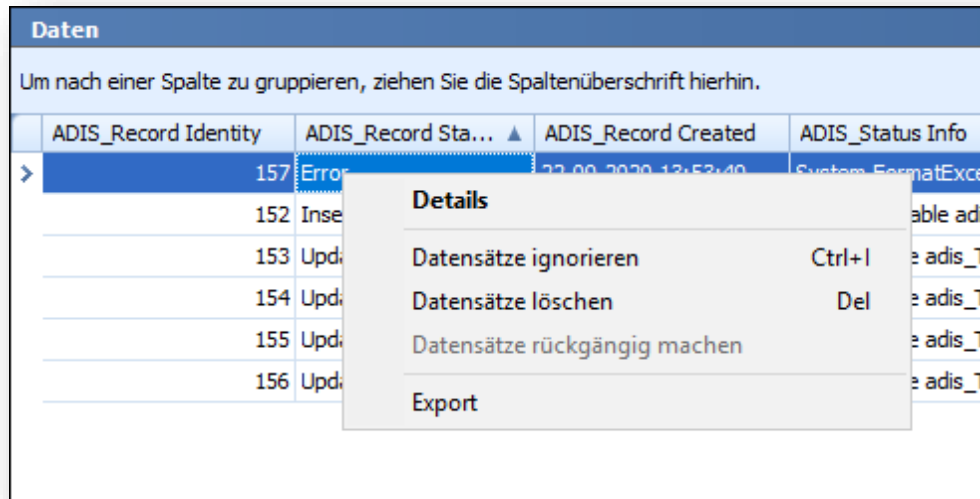 Daten
Um nach einer Spalte zu gruppieren, ziehen Sie die Spaltenüberschrift hierhin.
ADIS_Record Identity ADIS_Record Sta... ADIS_Record Created ADIS_Status Info
157 Error
Details
152
Datensätze ignorieren Ctrl+I
153
Datensätze löschen Del
154
Datensätze rückgängig machen
155
156
Export